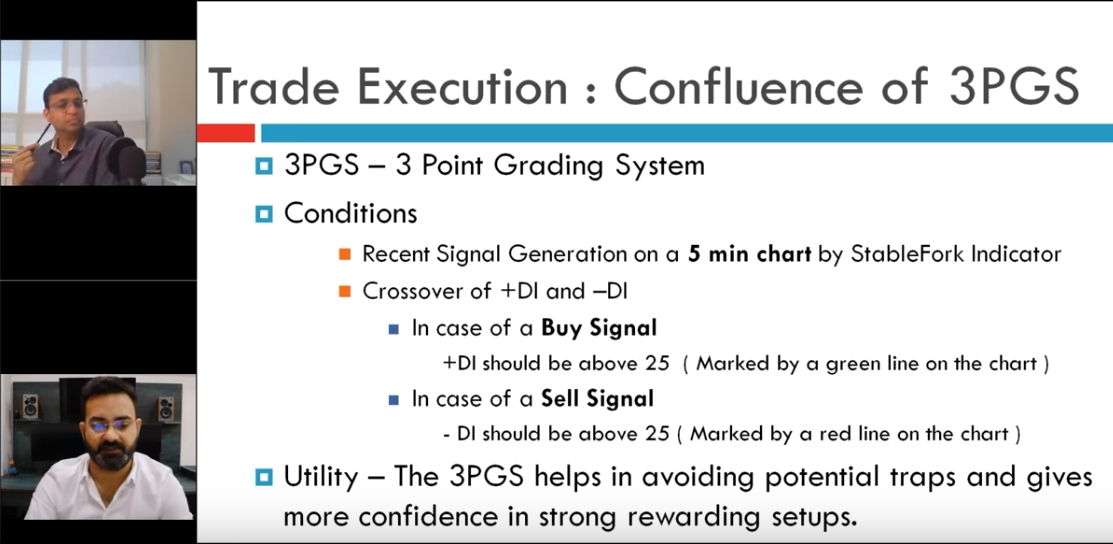 Trade Execution : Confluence of 3PGS
3PGS – 3 Point Grading System
Conditions
Recent Signal Generation on a 5 min chart by StableFork Indicator
Crossover of +DI and –DI
In case of a Buy Signal
+DI should be above 25 ( Marked by a green line on the chart )
In case of a Sell Signal
- DI should be above 25 ( Marked by a red line on the chart )
Utility – The 3PGS helps in avoiding potential traps and gives
more confidence in strong rewarding setups.